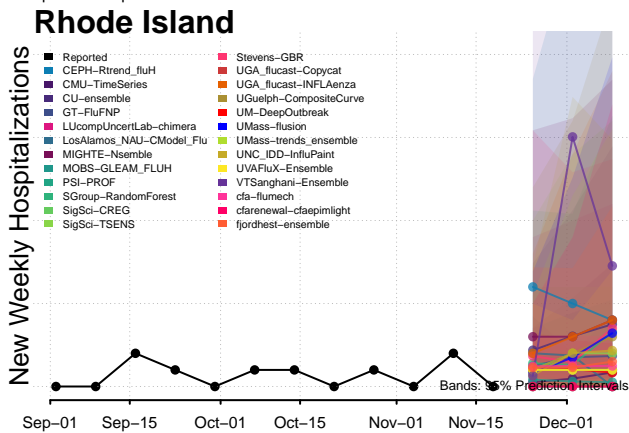 Rhode Island
New Weekly Hospitalizations
Reported
CEPH−Rtrend_fluH
CMU−TimeSeries
CU−ensemble
GT−FluFNP
LUcompUncertLab−chimera
LosAlamos_NAU−CModel_Flu
MIGHTE−Nsemble
MOBS−GLEAM_FLUH
PSI−PROF
SGroup−RandomForest
SigSci−CREG
SigSci−TSENS
Stevens−GBR
UGA_flucast−Copycat
UGA_flucast−INFLAenza
UGuelph−CompositeCurve
UM−DeepOutbreak
UMass−flusion
UMass−trends_ensemble
UNC_IDD−InfluPaint
UVAFluX−Ensemble
VTSanghani−Ensemble
cfa−flumech
cfarenewal−cfaepimlight
fjordhest−ensemble
Bands: 95% Prediction Intervals
Sep−01 Sep−15 Oct−01 Oct−15 Nov−01 Nov−15 Dec−01